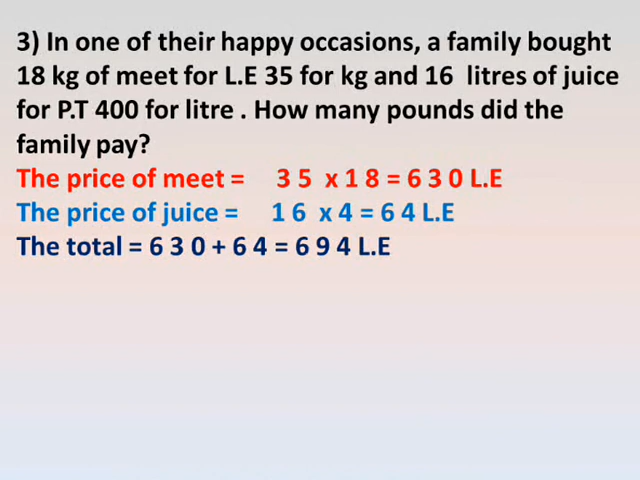 3) In one of their happy occasions, a family bought
18 kg of meet for L.E 35 for kg and 16 litres of juice
for P.T 400 for litre . How many pounds did the
family pay?
The price of meet = 3 5 x 1 8 = 6 3 0 L.E
The price of juice = 1 6 x 4 = 6 4 L.E
The total = 6 3 0 + 6 4 = 6 9 4 L.E